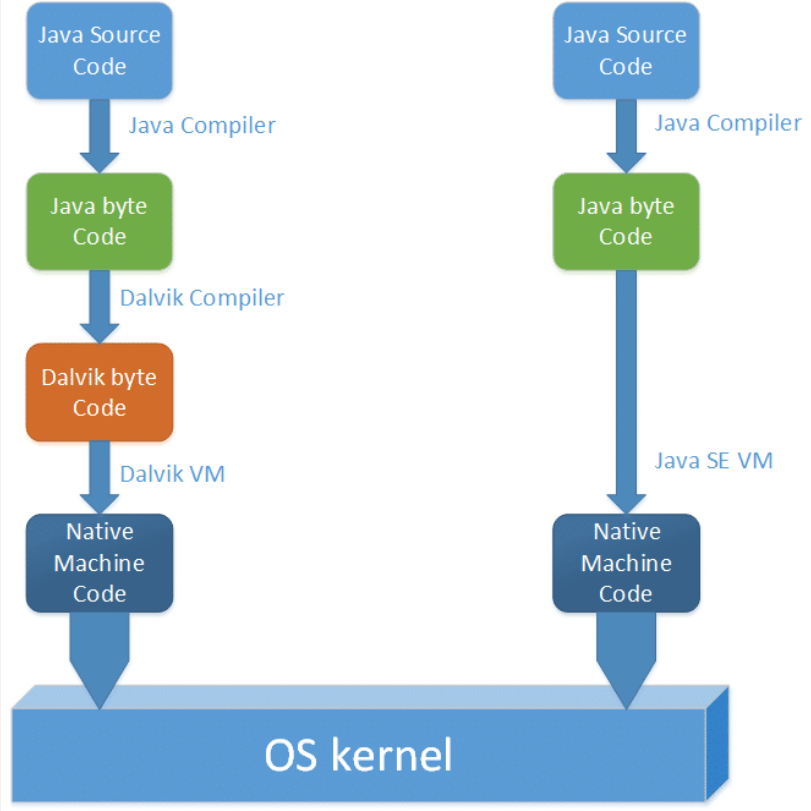 Java Source
Code
Java Compiler
Java byte
Code
Dalvik Compiler
Dalvik byte
Code
Dalvik VM
Native
Machine
Code
Java Source
Code
Java Compiler
Java byte
Code
Java SE VM
Native
Machine
Code
OS kernel